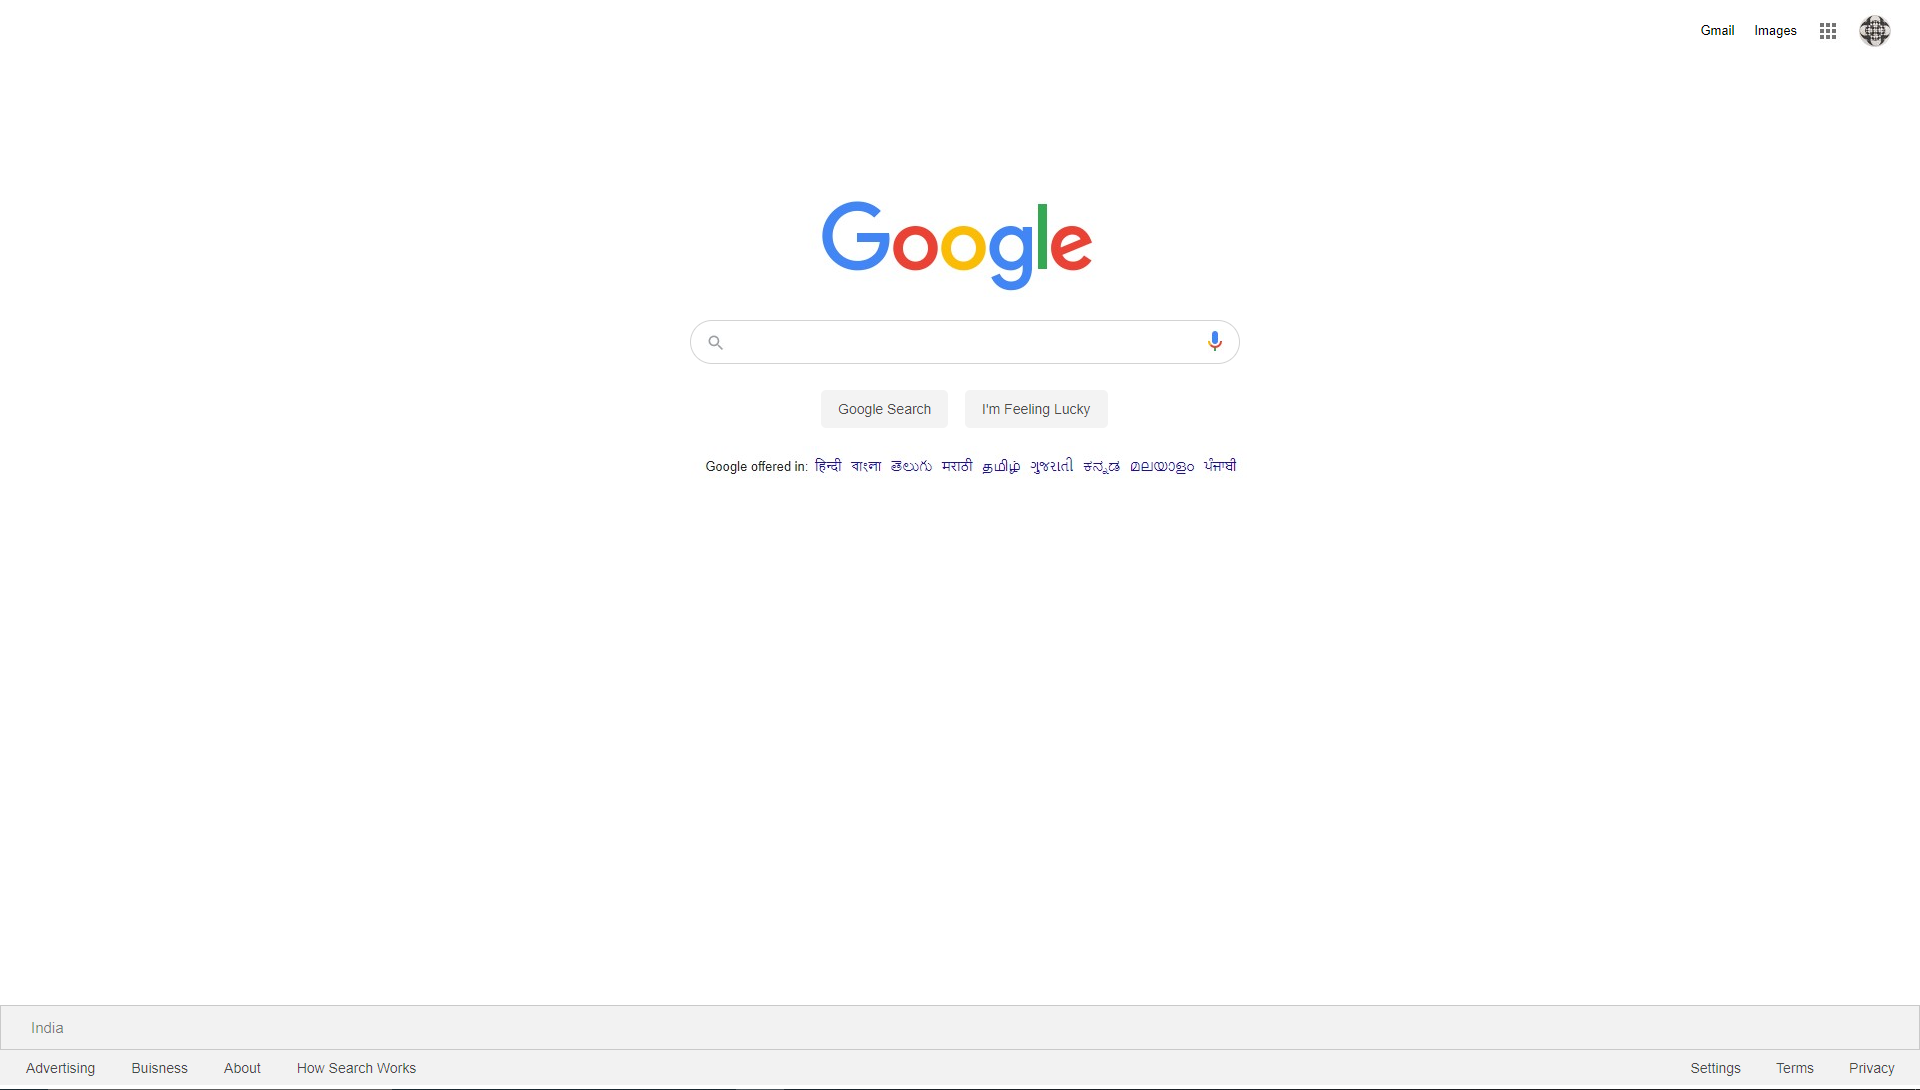 Gmail Images
Google
Google Search I'm Feeling Lucky
Google offered in: हिन्दी বাংলা తెలుగు मराठी தமிழ் ગુજરાતી ಕನ್ನಡ മലയാളം ਪੰਜਾਬੀ
India
Advertising Buisness About How Search Works Settings Terms Privacy